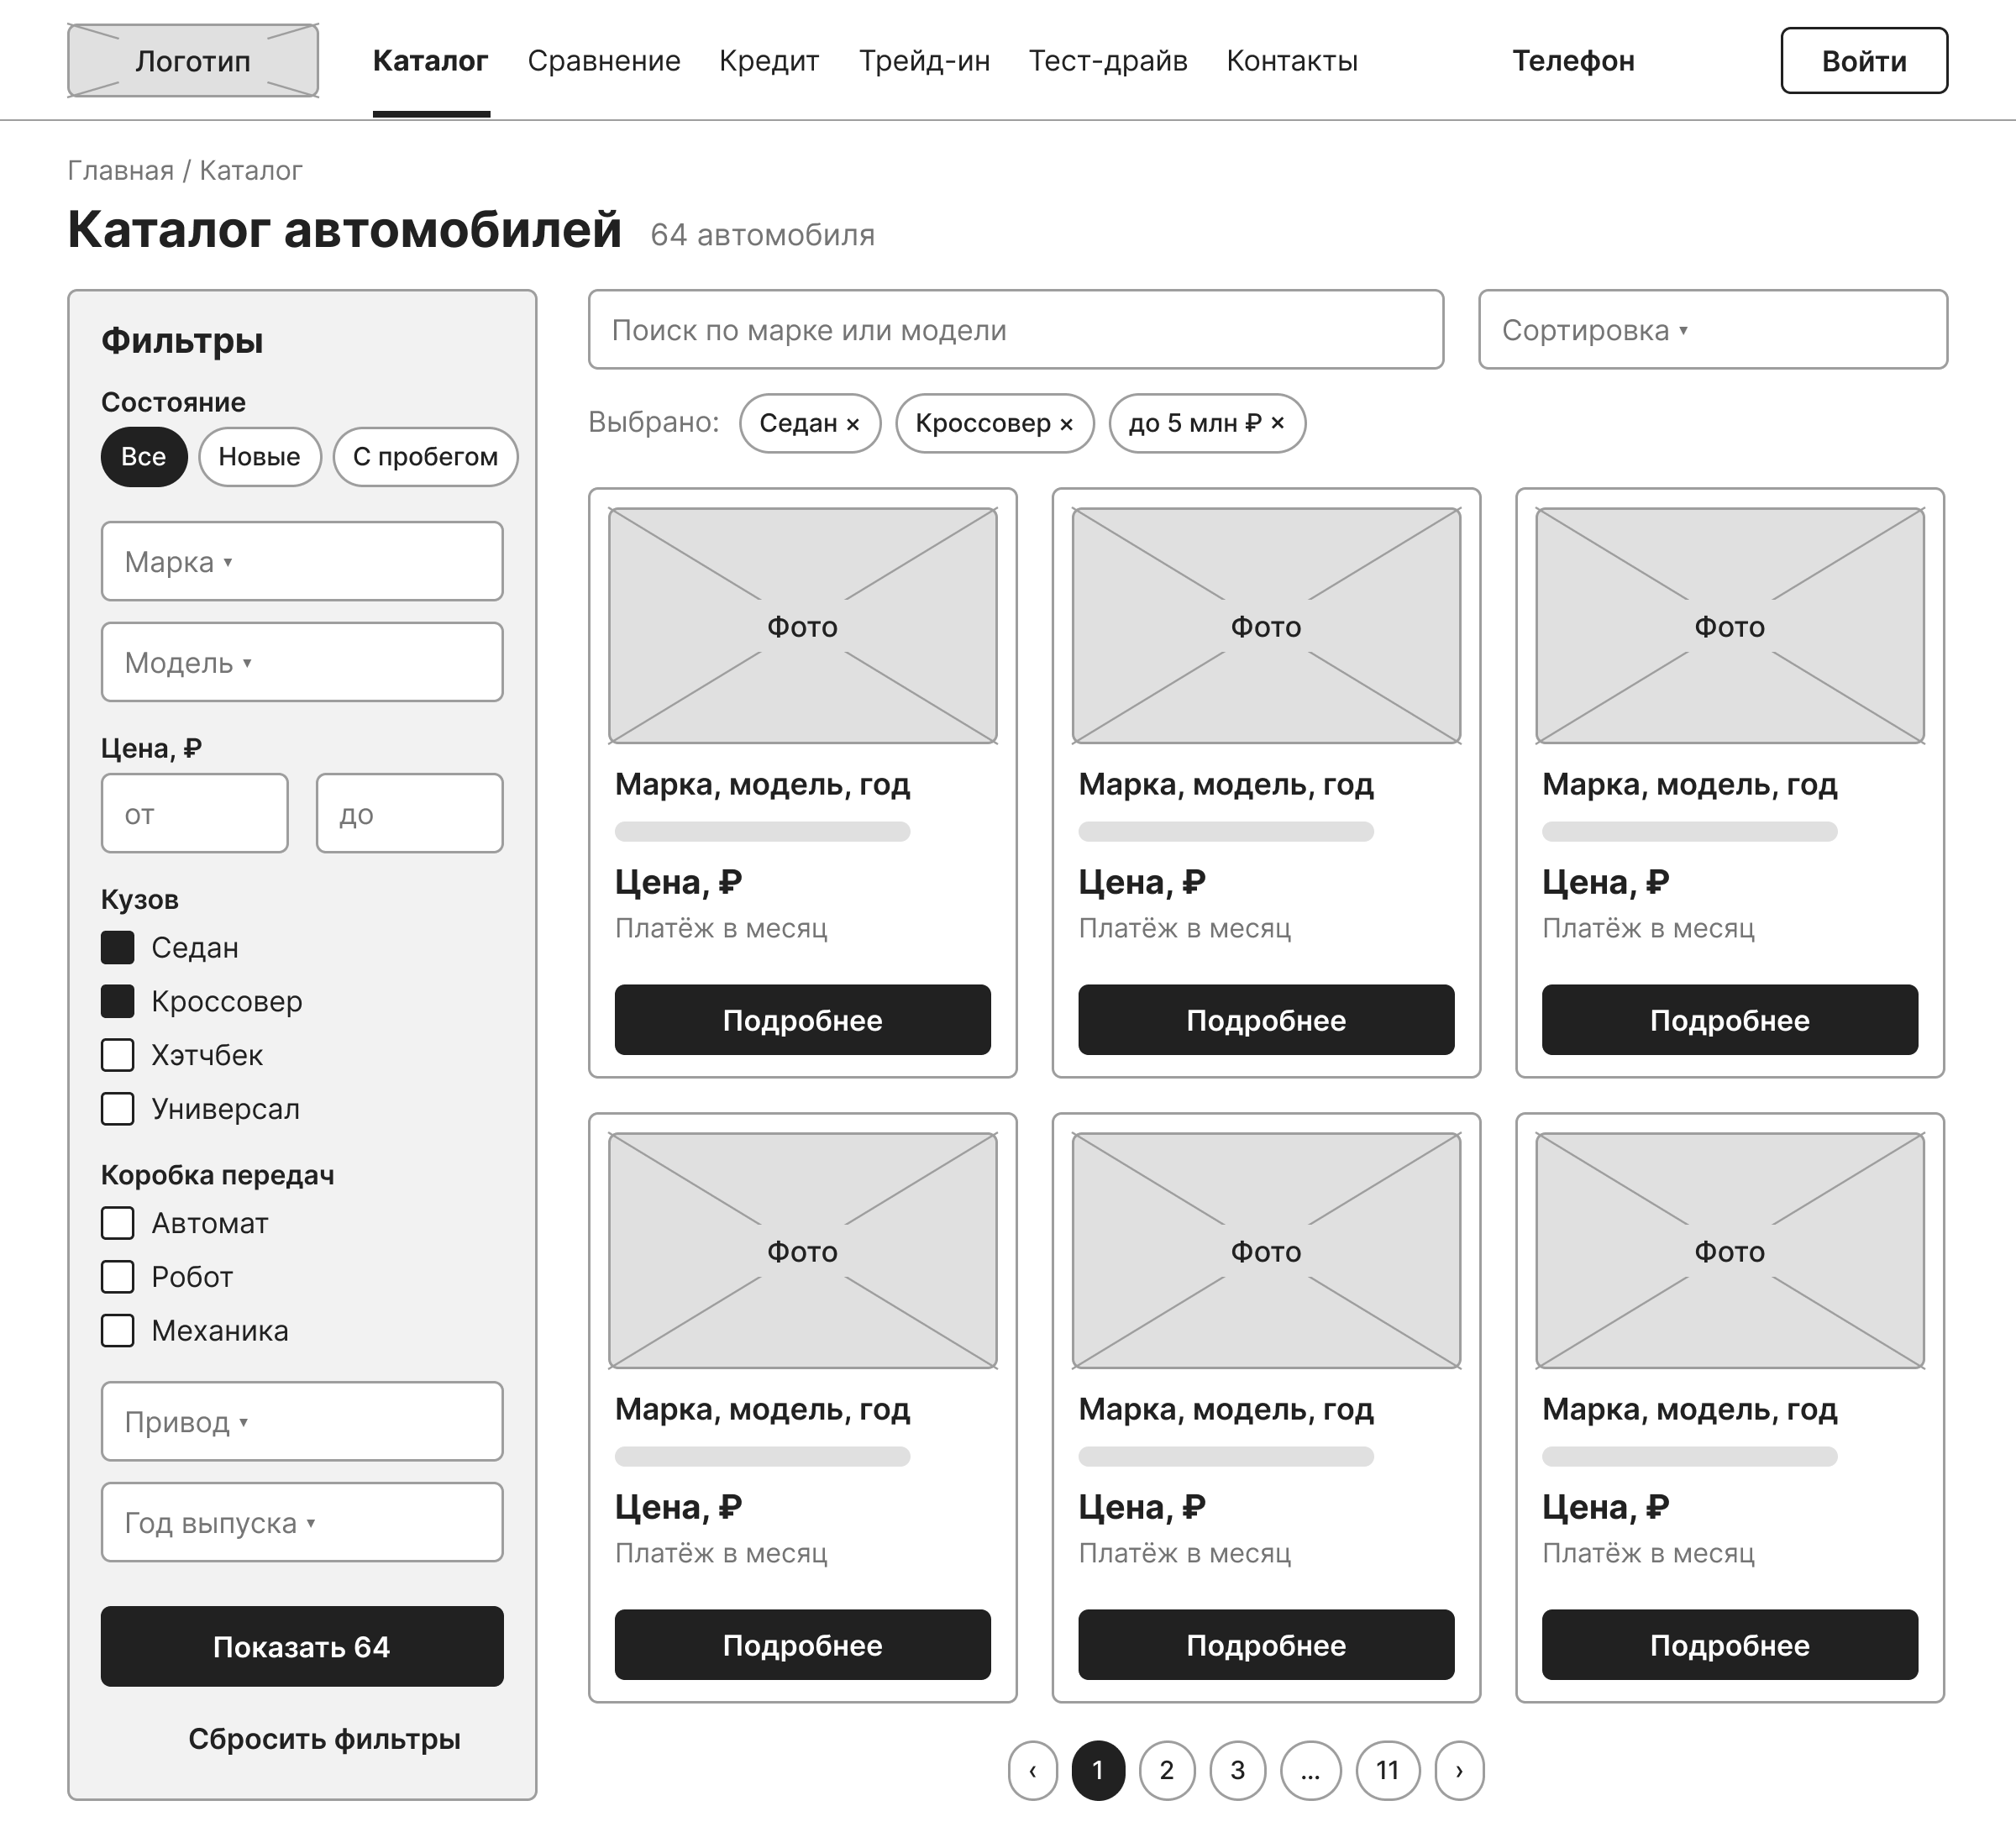 Логотип
Каталог Сравнение Кредит Трейд-ин Тест-драйв Контакты Телефон Войти
Главная / Каталог
Каталог автомобилей 64 автомобиля
Фильтры
Состояние
Все Новые С пробегом
Марка ▾
Модель ▾
Цена, ₽
от до
Кузов
Седан
Кроссовер
Хэтчбек
Универсал
Коробка передач
Автомат
Робот
Механика
Привод ▾
Год выпуска ▾
Показать 64
Сбросить фильтры
Поиск по марке или модели Сортировка ▾
Выбрано: Седан × Кроссовер × до 5 млн ₽ ×
Фото
Марка, модель, год
Цена, ₽
Платёж в месяц
Подробнее
Фото
Марка, модель, год
Цена, ₽
Платёж в месяц
Подробнее
Фото
Марка, модель, год
Цена, ₽
Платёж в месяц
Подробнее
Фото
Марка, модель, год
Цена, ₽
Платёж в месяц
Подробнее
Фото
Марка, модель, год
Цена, ₽
Платёж в месяц
Подробнее
Фото
Марка, модель, год
Цена, ₽
Платёж в месяц
Подробнее
‹ 1 2 3 ... 11 ›